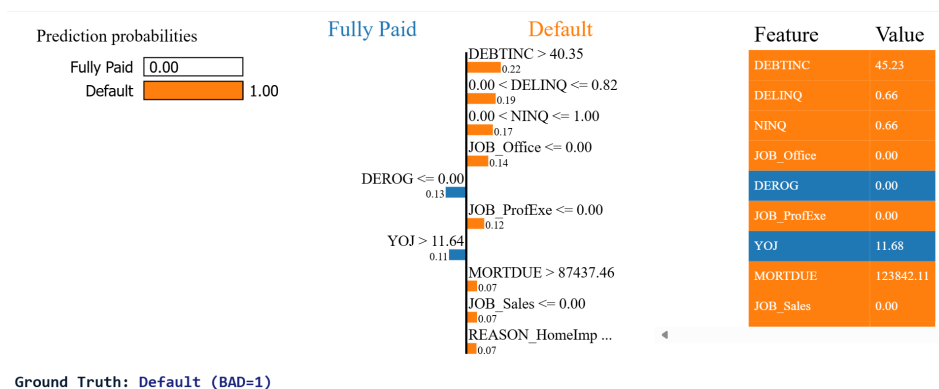 Prediction probabilities
Fully Paid 0.00
Default 1.00
Fully Paid Default
DEBTINC > 40.35
0.22
0.00 < DELINQ <= 0.82
0.19
0.00 < NINQ <= 1.00
0.17
JOB_Office <= 0.00
0.14
DEROG <= 0.00
0.13
JOB_ProfExe <= 0.00
0.12
YOJ > 11.64
0.11
MORTDUE > 87437.46
0.07
JOB_Sales <= 0.00
0.07
REASON_HomeImp ...
0.07
Feature Value
DEBTINC 45.23
DELINQ 0.66
NINQ 0.66
JOB_Office 0.00
DEROG 0.00
JOB_ProfExe 0.00
YOJ 11.68
MORTDUE 123842.11
JOB_Sales 0.00
Ground Truth: Default (BAD=1)